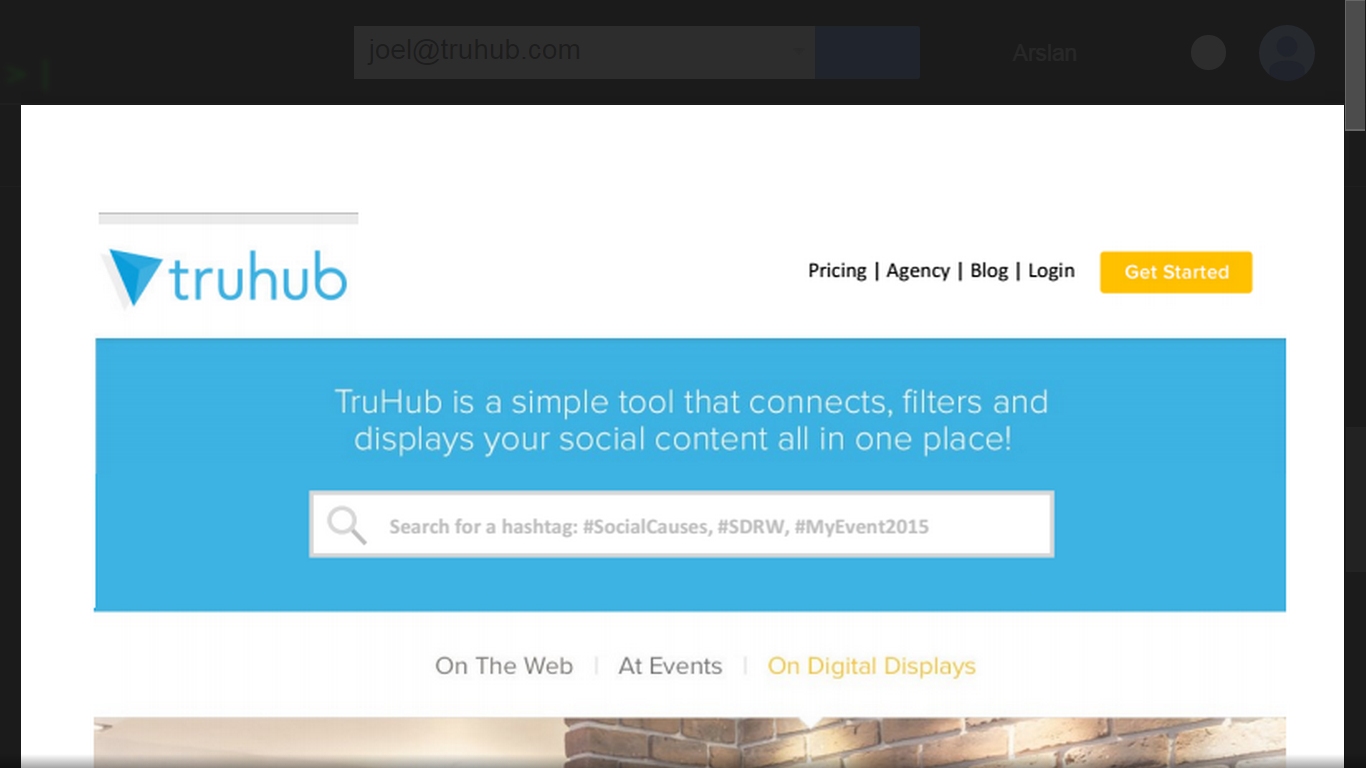 joel@truhub.com
Arslan
truhub
Pricing | Agency | Blog | Login
Get Started
TruHub is a simple tool that connects, filters and
displays your social content all in one place!
Search for a hashtag: #SocialCauses, #SDRW, #MyEvent2015
On The Web | At Events | On Digital Displays